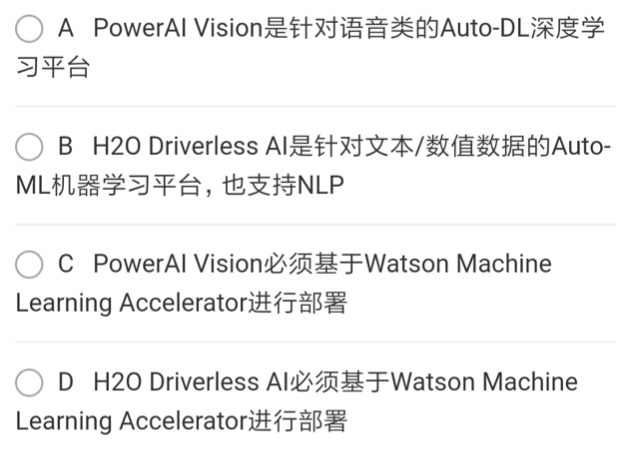 A PowerAI Vision是针对语音类的Auto-DL深度学
习平台
B H2O Driverless AI是针对文本/数值数据的Auto-
ML机器学习平台，也支持NLP
C PowerAI Vision必须基于Watson Machine
Learning Accelerator进行部署
D H2O Driverless AI必须基于Watson Machine
Learning Accelerator进行部署